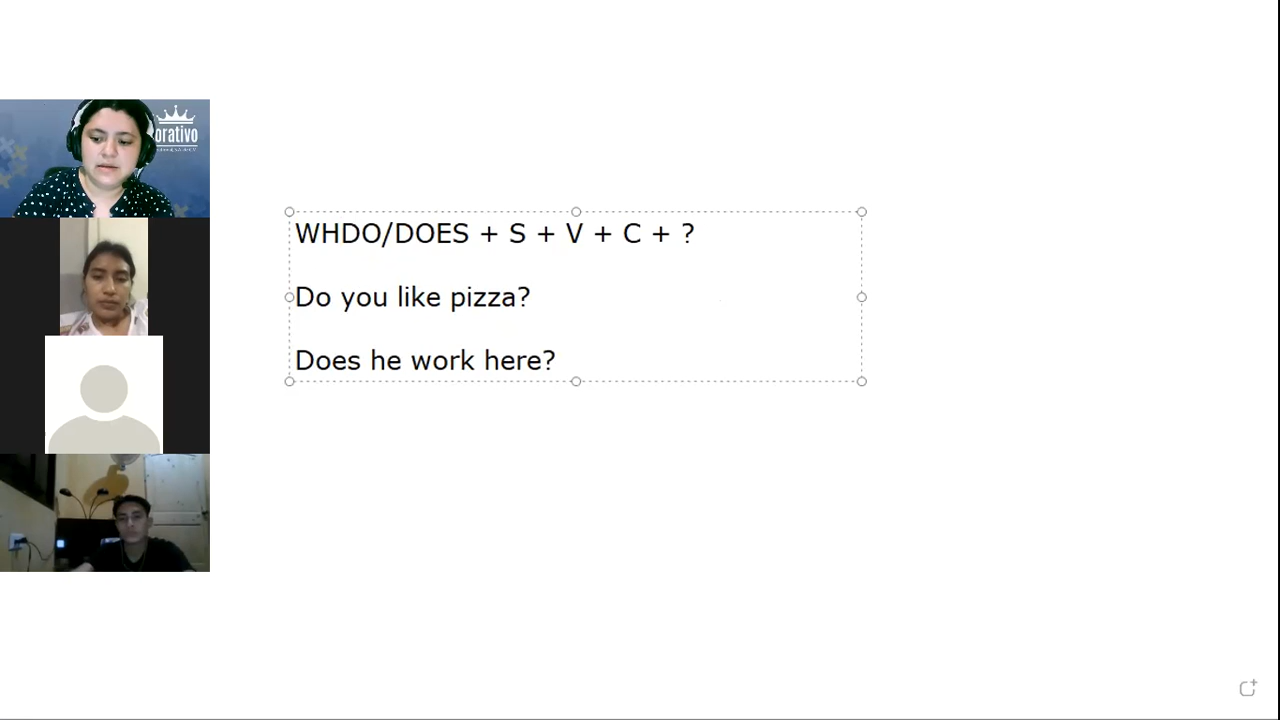 orativo
WHDO/DOES + S + V + C + ?
Do you like pizza?
Does he work here?